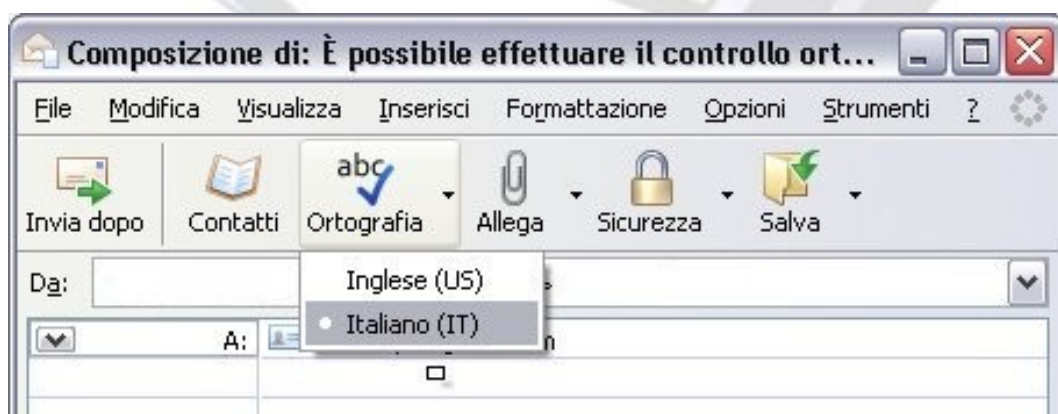 Composizione di: È possibile effettuare il controllo ort...
File Modifica Visualizza Inserisci Formattazione Opzioni Strumenti ?
abc
Invia dopo Contatti Ortografia Allega Sicurezza Salva
Da:
Inglese (US)
Italiano (IT)
A: